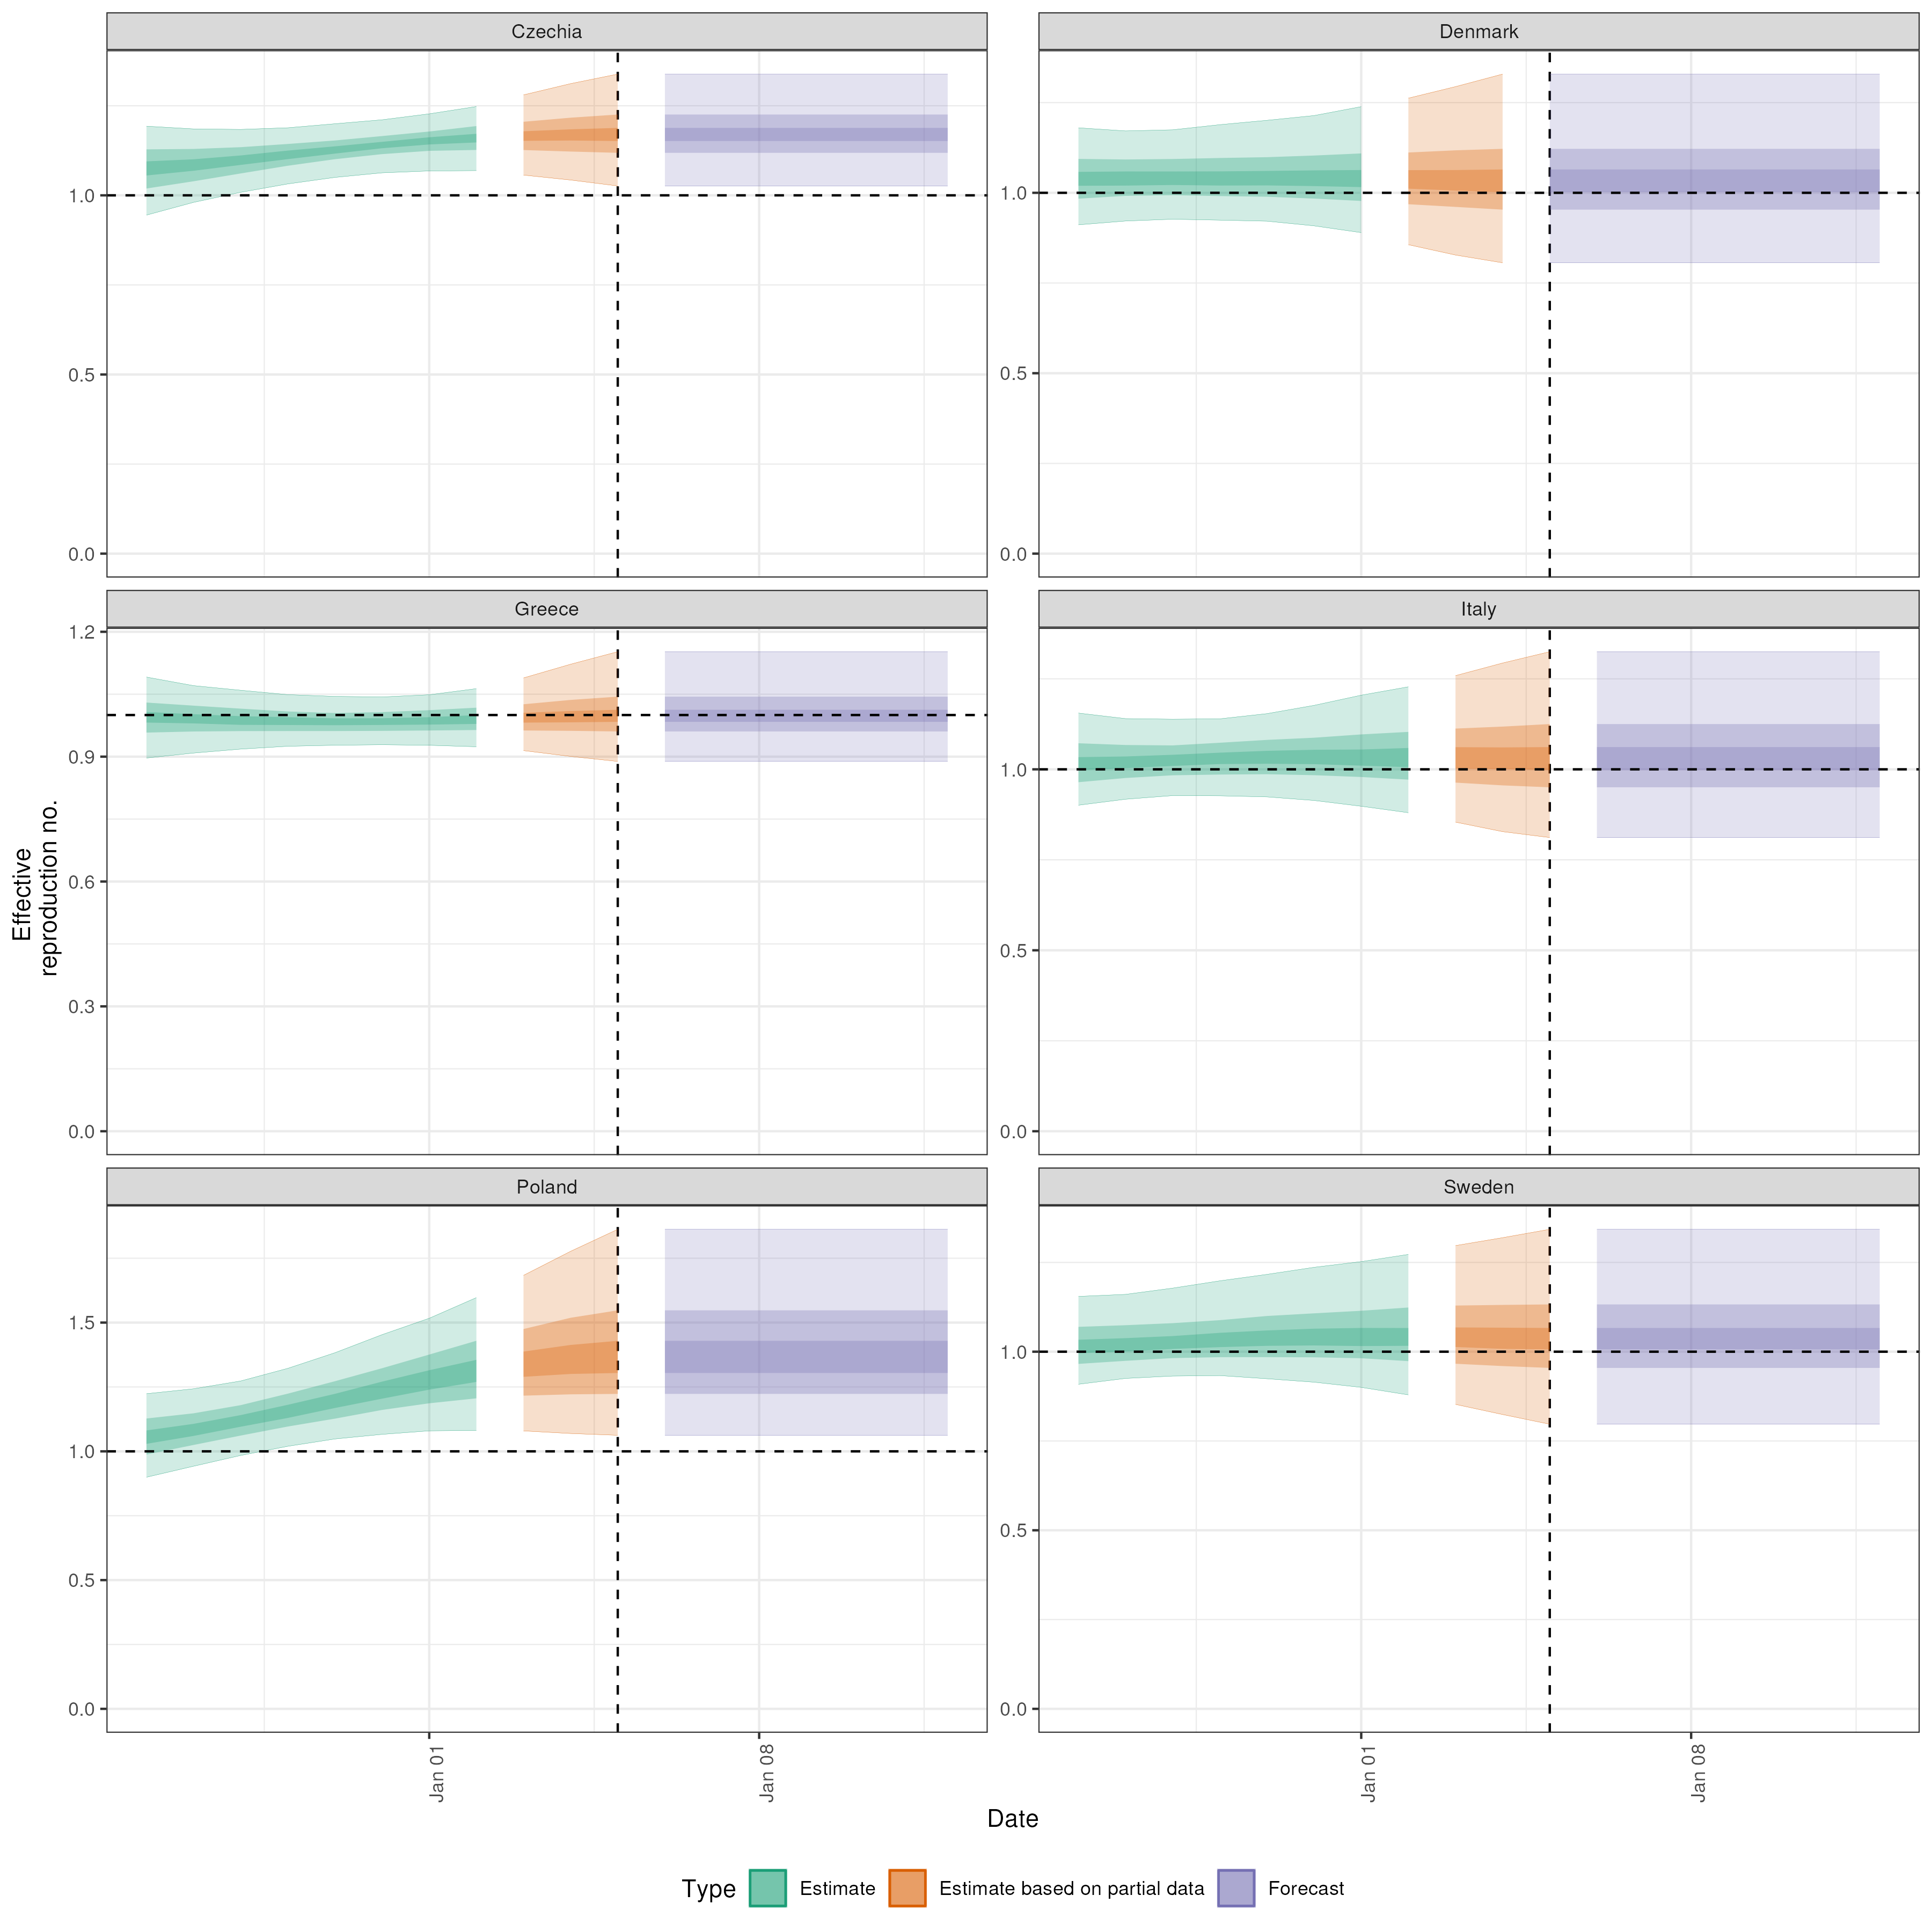 Czechia
Denmark
1.0
0.5
0.0
1.0
0.5
0.0
Greece
Italy
1.2
0.9
0.6
0.3
0.0
1.0
0.5
0.0
Effective
reproduction no.
Poland
Sweden
1.5
1.0
0.5
0.0
1.0
0.5
0.0
Jan 01
Jan 08
Jan 01
Jan 08
Date
Type Estimate Estimate based on partial data Forecast